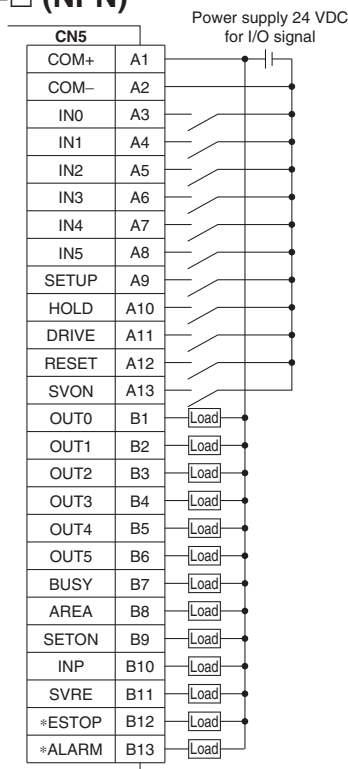 -□ (NPN)
Power supply 24 VDC
for I/O signal
CN5
COM+ A1
COM− A2
IN0 A3
IN1 A4
IN2 A5
IN3 A6
IN4 A7
IN5 A8
SETUP A9
HOLD A10
DRIVE A11
RESET A12
SVON A13
OUT0 B1 Load
OUT1 B2 Load
OUT2 B3 Load
OUT3 B4 Load
OUT4 B5 Load
OUT5 B6 Load
BUSY B7 Load
AREA B8 Load
SETON B9 Load
INP B10 Load
SVRE B11 Load
∗ESTOP B12 Load
∗ALARM B13 Load